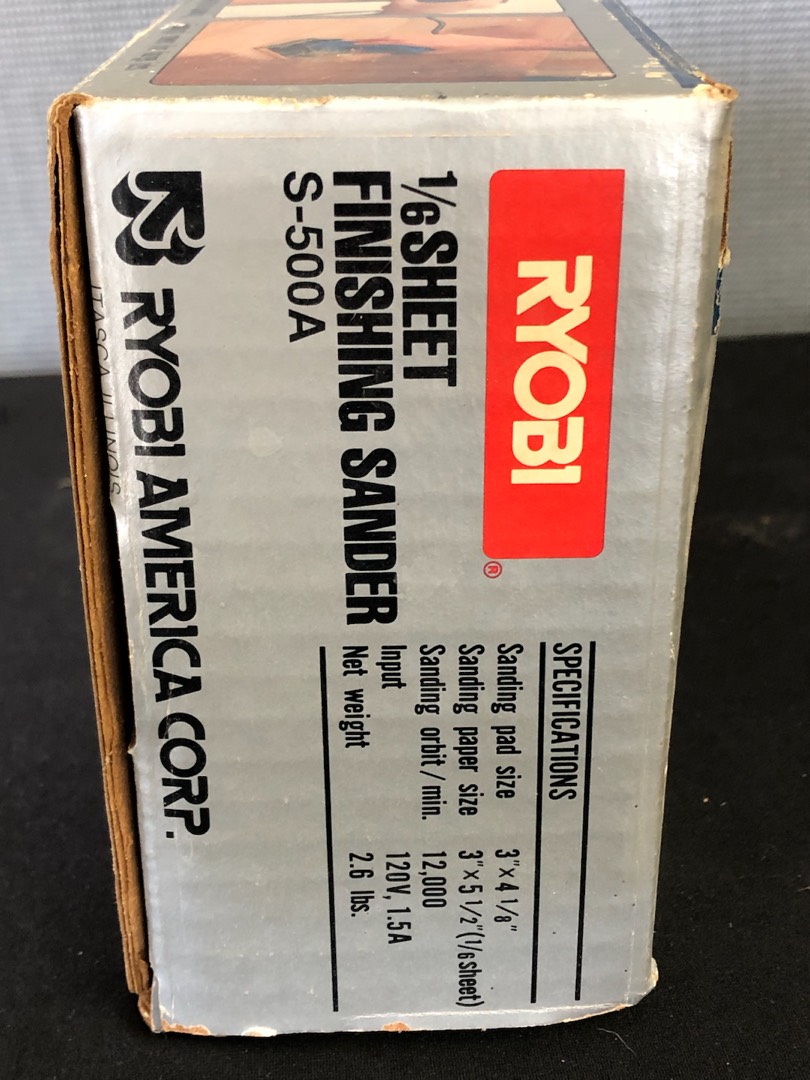 RYOBI
®
1/6 SHEET
FINISHING SANDER
S-500A
RYOBI AMERICA CORP.
ITASCA ILLINOIS
SPECIFICATIONS
Sanding pad size 3"x4 1/8"
Sanding paper size 3"x5 1/2"(1/6 sheet)
Sanding orbit/min. 12,000
Input 120V, 1.5A
Net weight 2.6 lbs.